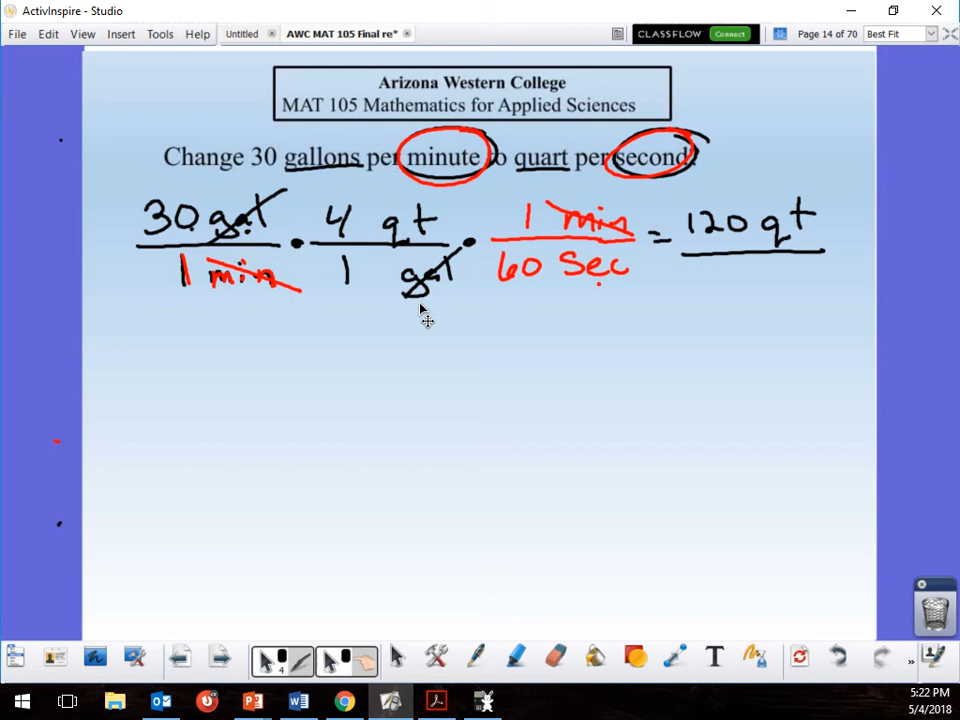 ActivInspire - Studio
File Edit View Insert Tools Help Untitled AWC MAT 105 Final re* CLASSFLOW Connect Page 14 of 70 Best Fit
Arizona Western College
MAT 105 Mathematics for Applied Sciences
Change 30 gallons per minute to quart per second?
30 gal 4 qt 1 min = 120 qt
1 min 1 gal 60 Sec
4
T
»
5:22 PM
5/4/2018